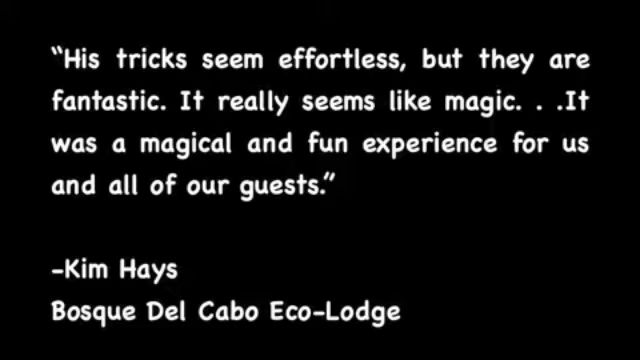 “His tricks seem effortless, but they are
fantastic. It really seems like magic. . .It
was a magical and fun experience for us
and all of our guests.”
-Kim Hays
Bosque Del Cabo Eco-Lodge